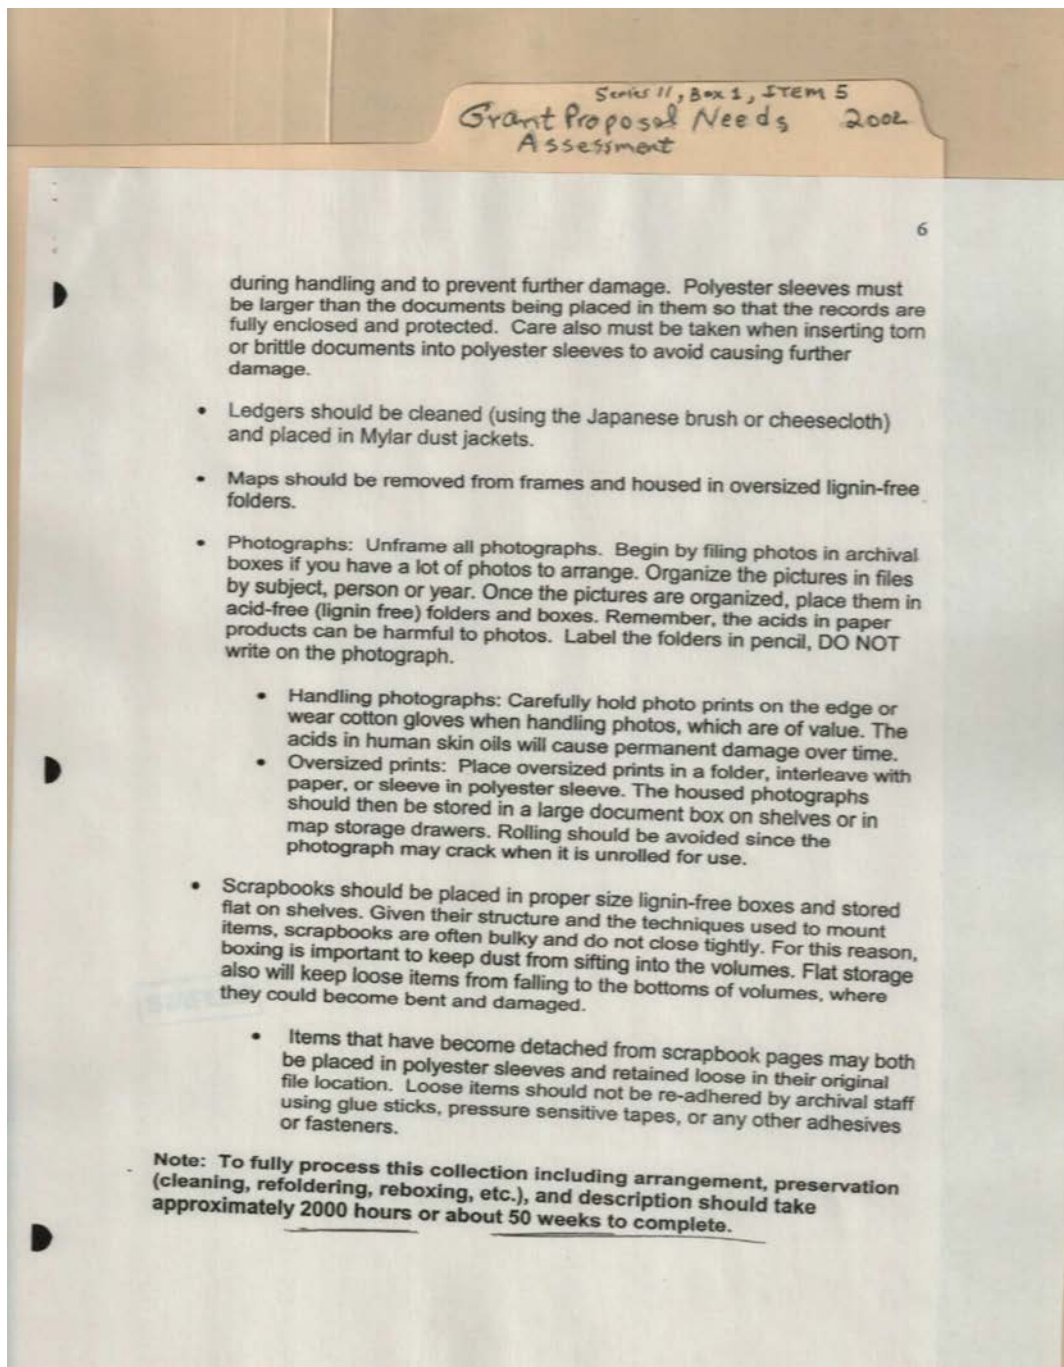 Series 11, Box 1, ITEM 5
Grant Proposal Needs 2002
Assessment
6
during handling and to prevent further damage. Polyester sleeves must
be larger than the documents being placed in them so that the records are
fully enclosed and protected. Care also must be taken when inserting torn
or brittle documents into polyester sleeves to avoid causing further
damage.
• Ledgers should be cleaned (using the Japanese brush or cheesecloth)
and placed in Mylar dust jackets.
• Maps should be removed from frames and housed in oversized lignin-free
folders.
• Photographs: Unframe all photographs. Begin by filing photos in archival
boxes if you have a lot of photos to arrange. Organize the pictures in files
by subject, person or year. Once the pictures are organized, place them in
acid-free (lignin free) folders and boxes. Remember, the acids in paper
products can be harmful to photos. Label the folders in pencil, DO NOT
write on the photograph.
• Handling photographs: Carefully hold photo prints on the edge or
wear cotton gloves when handling photos, which are of value. The
acids in human skin oils will cause permanent damage over time.
• Oversized prints: Place oversized prints in a folder, interleave with
paper, or sleeve in polyester sleeve. The housed photographs
should then be stored in a large document box on shelves or in
map storage drawers. Rolling should be avoided since the
photograph may crack when it is unrolled for use.
• Scrapbooks should be placed in proper size lignin-free boxes and stored
flat on shelves. Given their structure and the techniques used to mount
items, scrapbooks are often bulky and do not close tightly. For this reason,
boxing is important to keep dust from sifting into the volumes. Flat storage
also will keep loose items from falling to the bottoms of volumes, where
they could become bent and damaged.
• Items that have become detached from scrapbook pages may both
be placed in polyester sleeves and retained loose in their original
file location. Loose items should not be re-adhered by archival staff
using glue sticks, pressure sensitive tapes, or any other adhesives
or fasteners.
Note: To fully process this collection including arrangement, preservation
(cleaning, refoldering, reboxing, etc.), and description should take
approximately 2000 hours or about 50 weeks to complete.